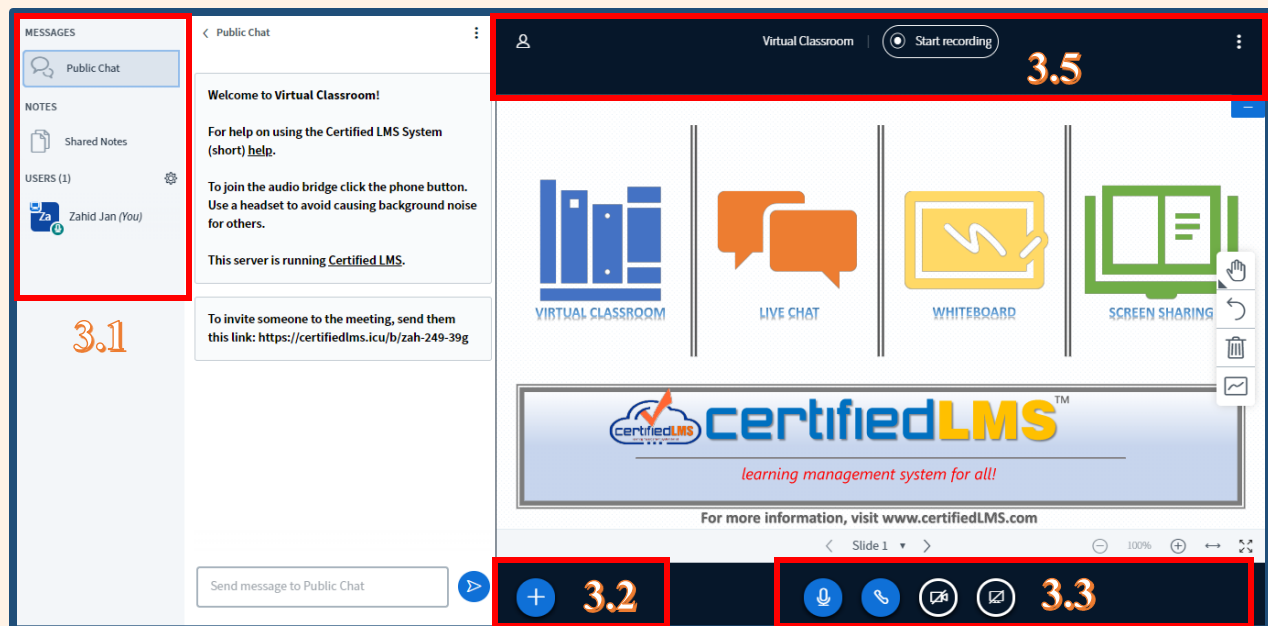 MESSAGES
Public Chat
NOTES
Shared Notes
USERS (1)
Za
Zahid Jan (You)
3.1
Public Chat
Welcome to Virtual Classroom!
For help on using the Certified LMS System
(short) help.
To join the audio bridge click the phone button.
Use a headset to avoid causing background noise
for others.
This server is running Certified LMS.
To invite someone to the meeting, send them
this link: https://certifiedlms.icu/b/zah-249-39g
Send message to Public Chat
Virtual Classroom
Start recording
3.5
VIRTUAL CLASSROOM
LIVE CHAT
WHITEBOARD
SCREEN SHARING
certifiedLMS
certifiedLMS™
learning management system for all!
For more information, visit www.certifiedLMS.com
Slide 1
100%
3.2
3.3